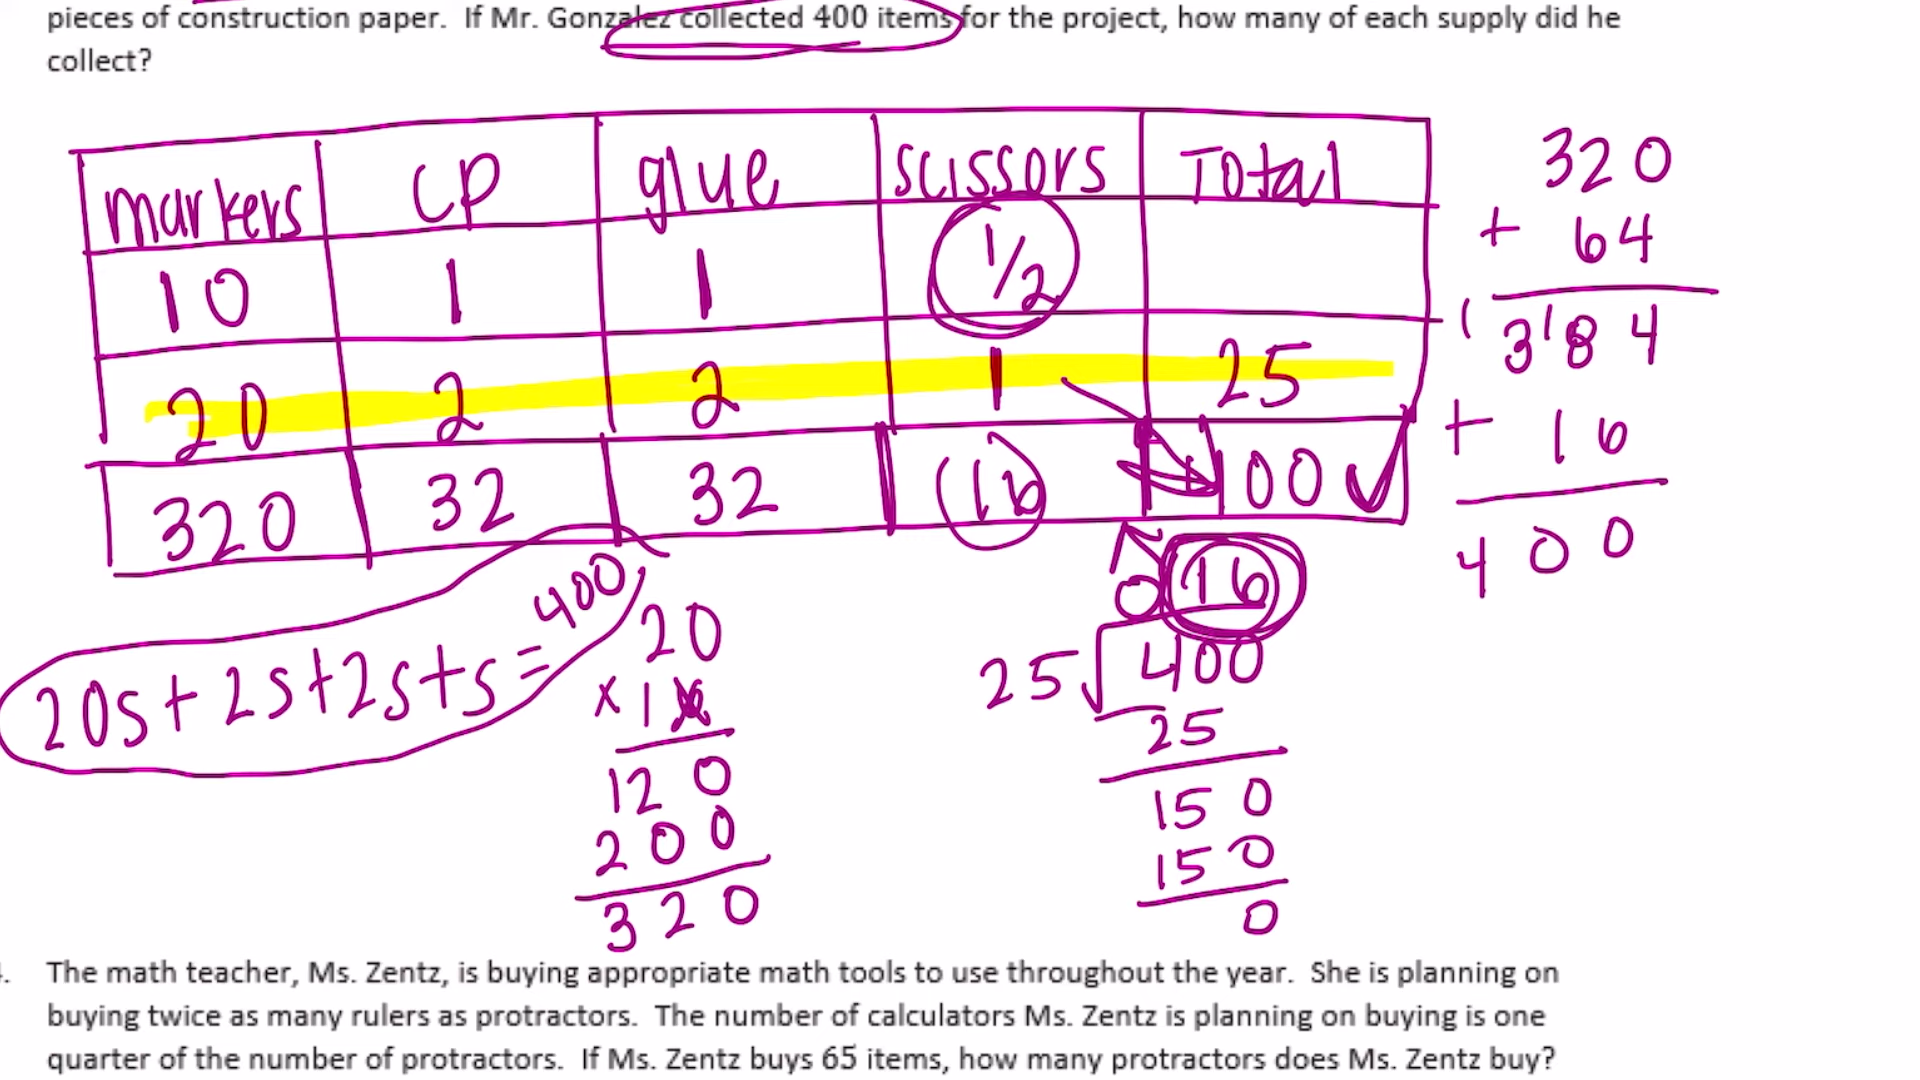 pieces of construction paper. If Mr. Gonzalez collected 400 items for the project, how many of each supply did he
collect?
markers CP glue scissors Total
10 1 1 1/2
20 2 2 1 25
320 32 32 16 400
320
+ 64
384
+ 16
400
20s + 2s + 2s + s = 400
20
x 16
120
200
320
016
25 400
25
150
150
0
. The math teacher, Ms. Zentz, is buying appropriate math tools to use throughout the year. She is planning on
buying twice as many rulers as protractors. The number of calculators Ms. Zentz is planning on buying is one
quarter of the number of protractors. If Ms. Zentz buys 65 items, how many protractors does Ms. Zentz buy?